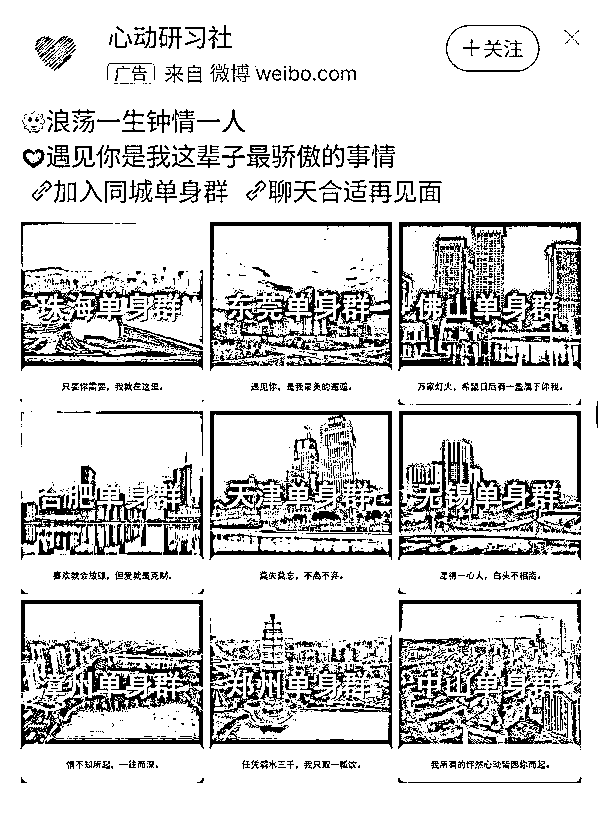 心动研习社
+关注
广告 来自 微博 weibo.com
浪荡一生钟情一人
遇见你是我这辈子最骄傲的事情
加入同城单身群 聊天合适再见面
珠海单身群
东莞单身群
佛山单身群
只要你需要，我就在这里。
遇见你，是我最美的邂逅。
万家灯火，希望日后有一盏属于你我。
合肥单身群
天津单身群
无锡单身群
喜欢就会放肆，但爱就是克制。
莫失莫忘，不离不弃。
愿得一心人，白头不相离。
州单身群
郑州单身群
中山单身群
情不知所起，一往而深。
任凭弱水三千，我只取一瓢饮。
我所有的怦然心动皆因你而起。